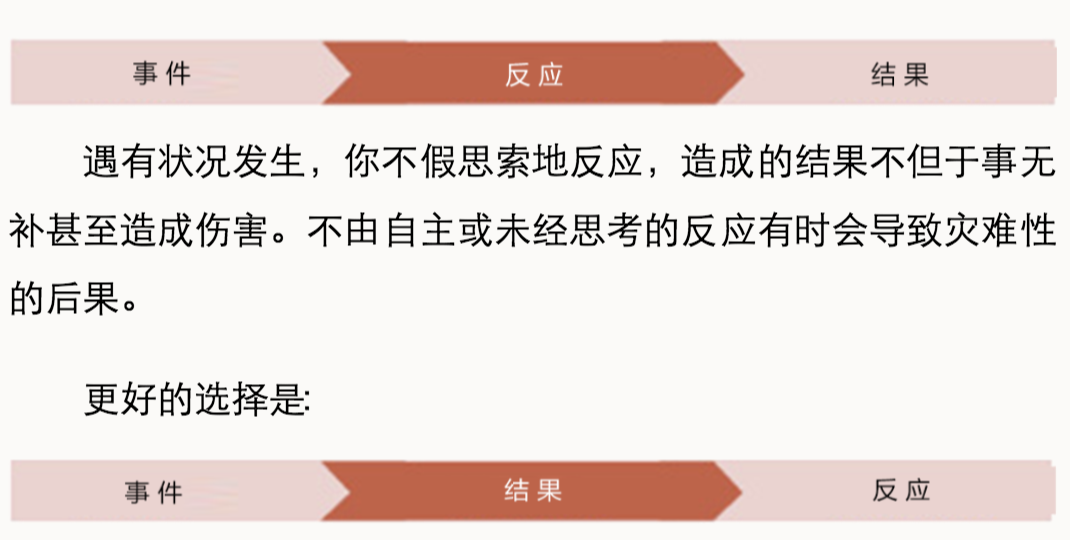 事件 反应 结果
遇有状况发生，你不假思索地反应，造成的结果不但于事无
补甚至造成伤害。不由自主或未经思考的反应有时会导致灾难性
的后果。
更好的选择是:
事件 结果 反应